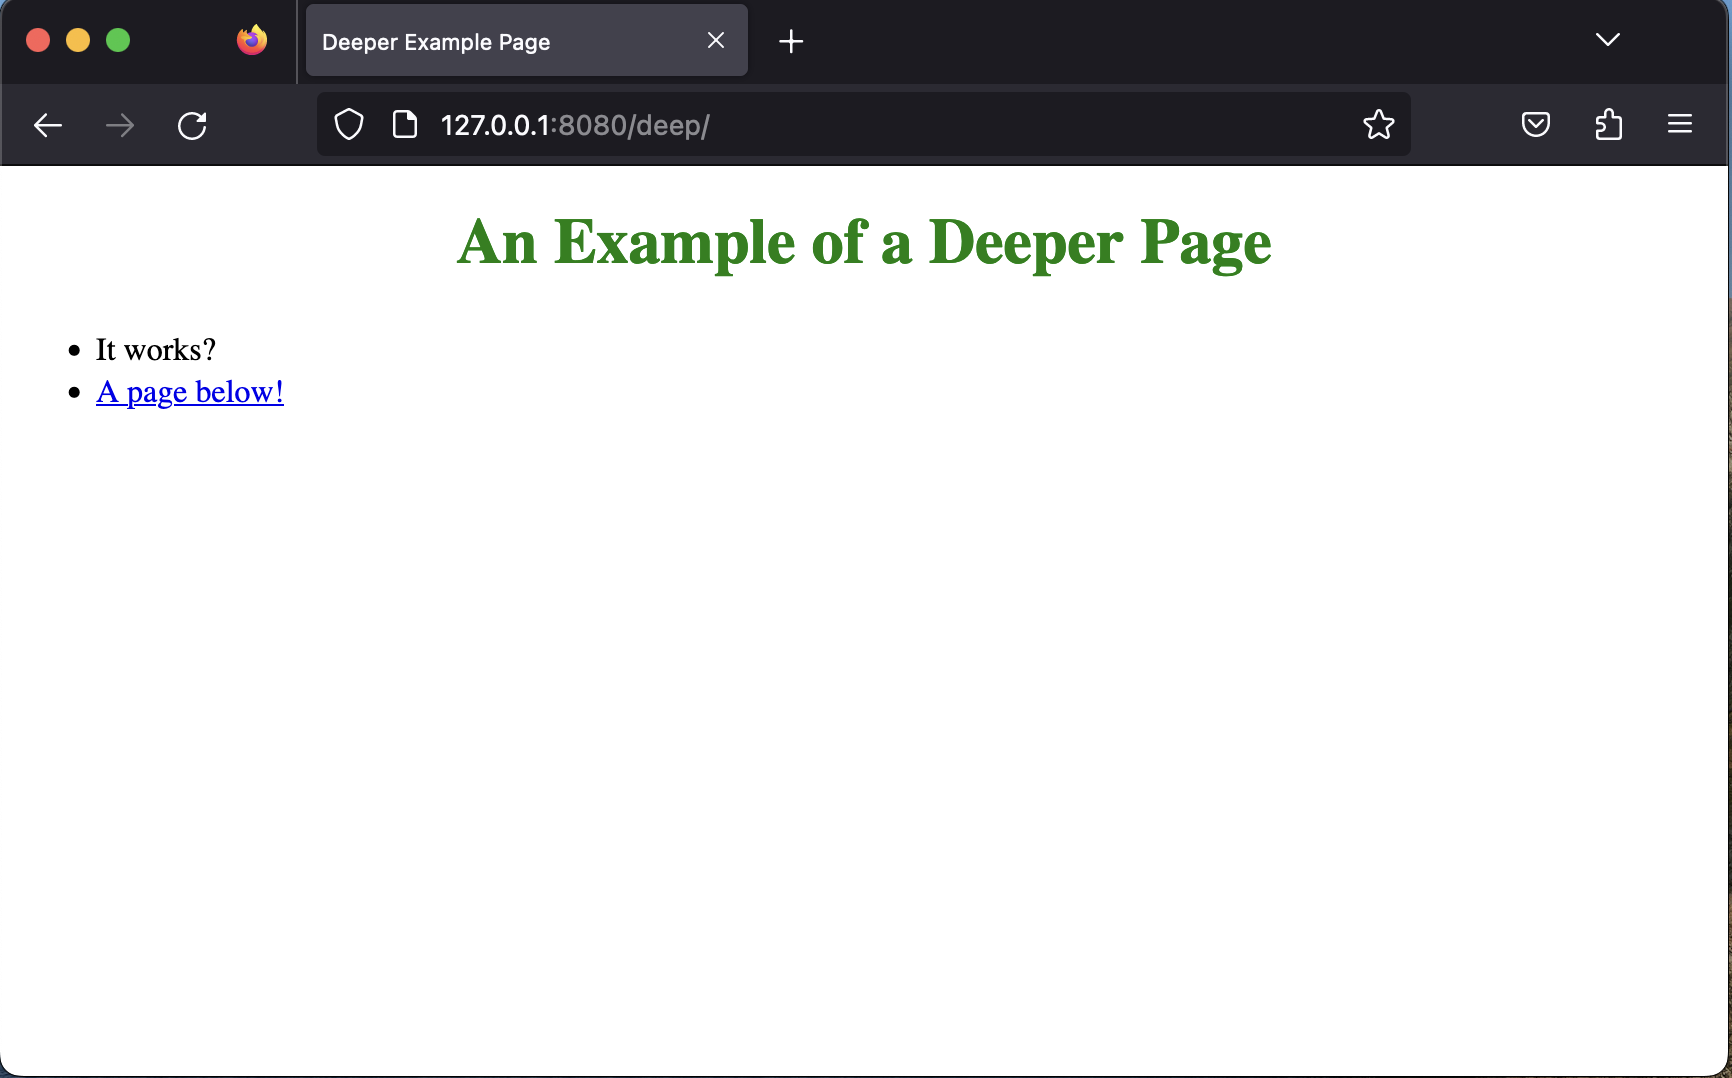 Deeper Example Page
127.0.0.1:8080/deep/
An Example of a Deeper Page
It works?
A page below!